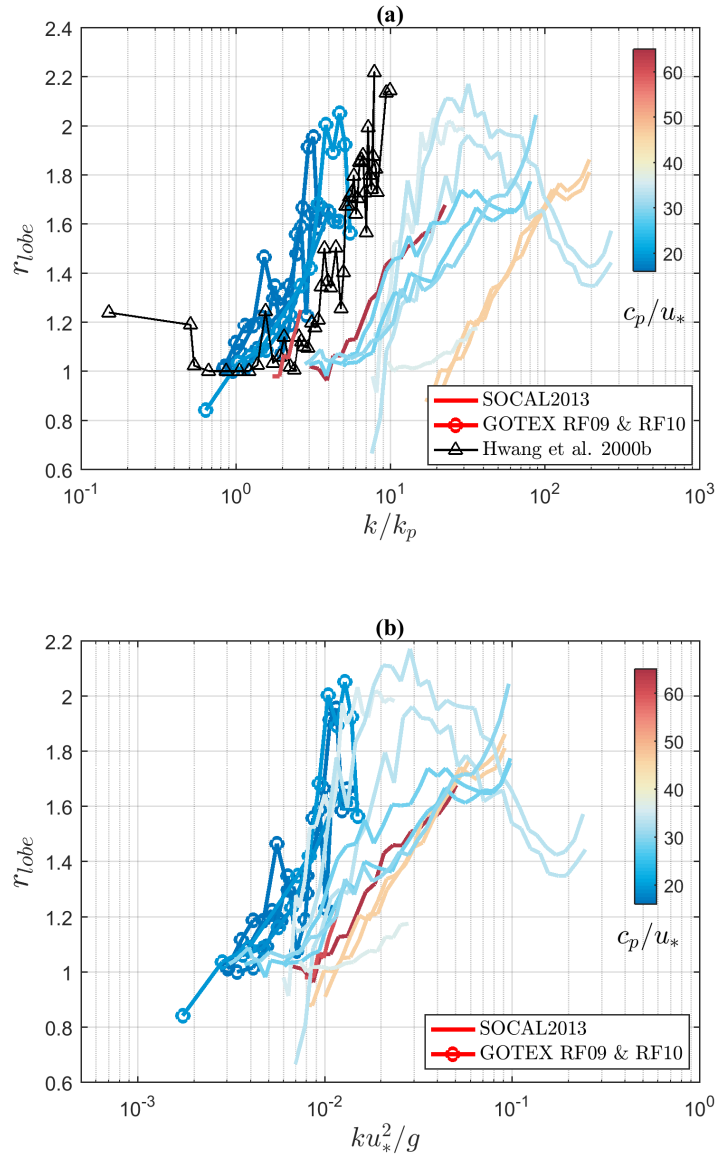 (a)
2.4
2.2
2
1.8
1.6
1.4
1.2
1
0.8
0.6
r_lobe
10^-1
10^0
10^1
10^2
10^3
k/k_p
60
50
40
30
20
c_p/u_*
SOCAL2013
GOTEX RF09 & RF10
Hwang et al. 2000b
(b)
2.2
2
1.8
1.6
1.4
1.2
1
0.8
0.6
r_lobe
10^-3
10^-2
10^-1
10^0
ku_*^2/g
60
50
40
30
20
c_p/u_*
SOCAL2013
GOTEX RF09 & RF10